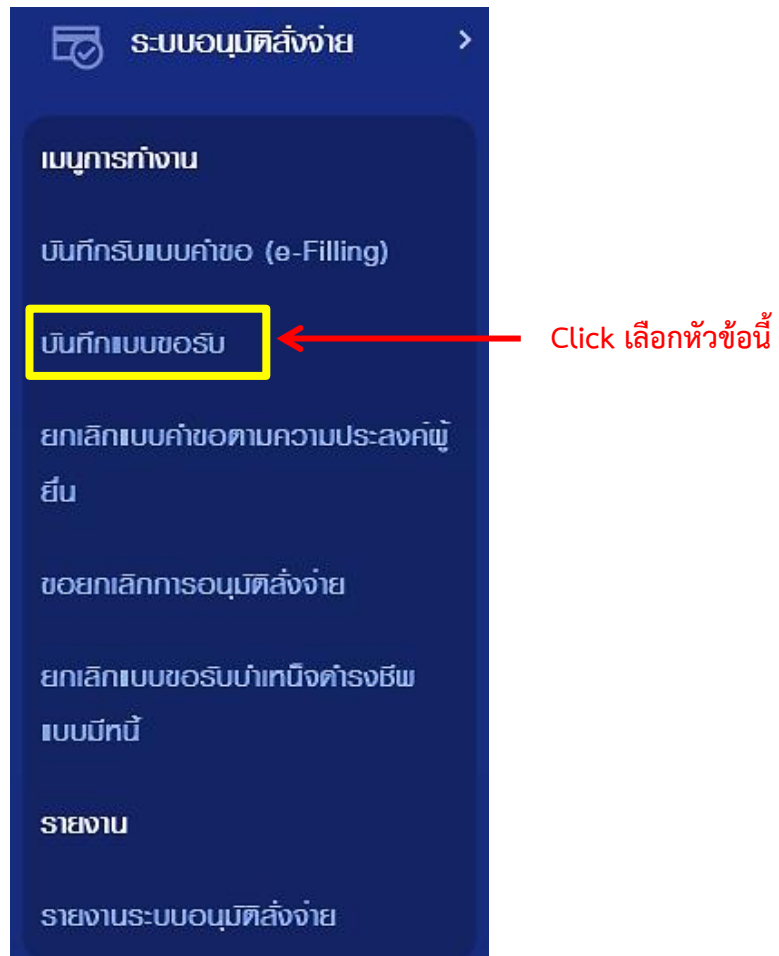 ระบบอนุมัติสั่งจ่าย
เมนูการทำงาน
บันทึกรับแบบคำขอ (e-Filling)
บันทึกแบบขอรับ
Click เลือกหัวข้อนี้
ยกเลิกแบบคำขอตามความประสงค์ผู้
ยื่น
ขอยกเลิกการอนุมัติสั่งจ่าย
ยกเลิกแบบขอรับบำเหน็จดำรงชีพ
แบบมีหนี้
รายงาน
รายงานระบบอนุมัติสั่งจ่าย